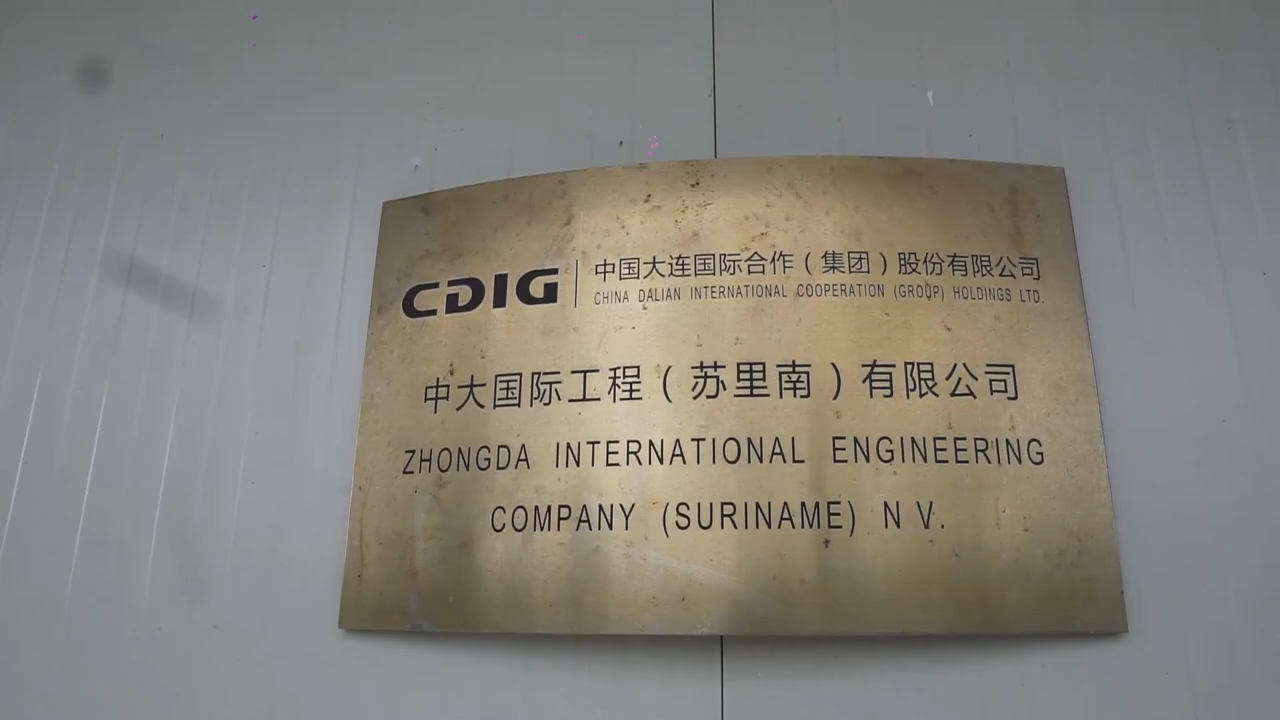 CDIG 中国大连国际合作（集团）股份有限公司
CHINA DALIAN INTERNATIONAL COOPERATION (GROUP) HOLDINGS LTD.
中大国际工程（苏里南）有限公司
ZHONGDA INTERNATIONAL ENGINEERING
COMPANY (SURINAME) N V.